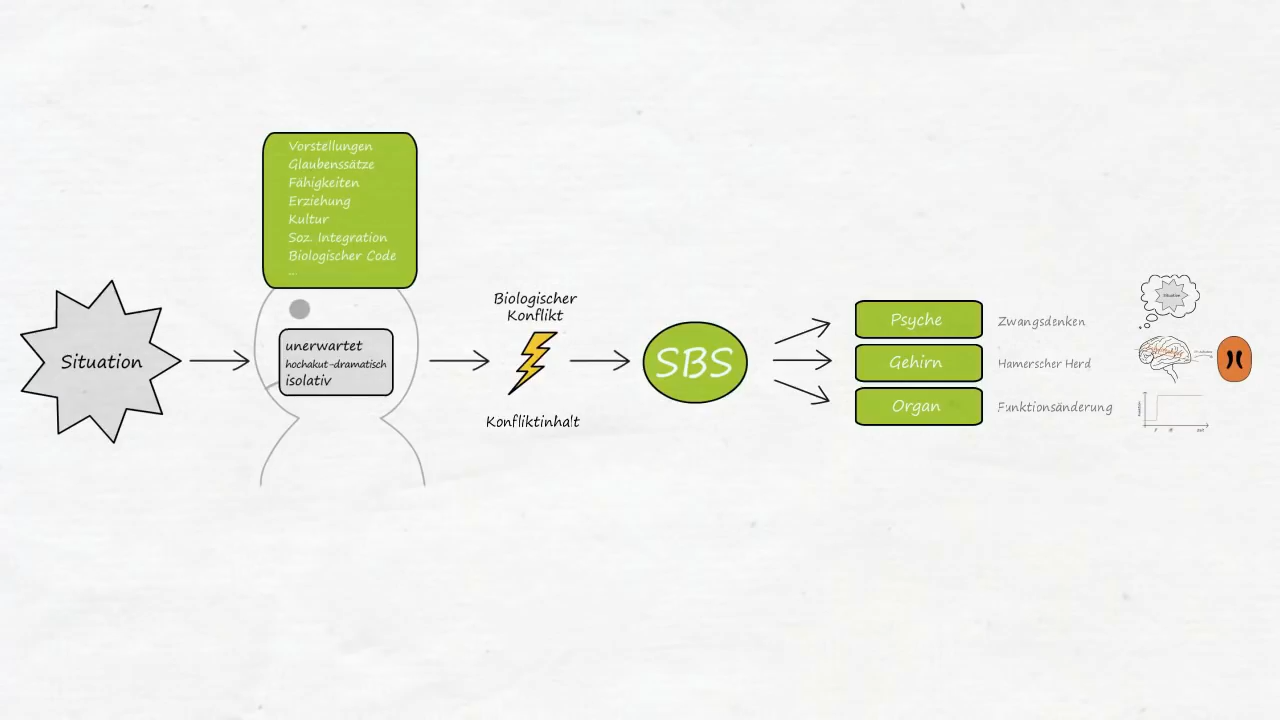 Vorstellungen
Glaubenssätze
Fähigkeiten
Erziehung
Kultur
Soz. Integration
Biologischer Code
...
Situation
unerwartet
hochakut-dramatisch
isolativ
Biologischer
Konflikt
Konfliktinhalt
SBS
Psyche
Zwangsdenken
Gehirn
Hamerscher Herd
Organ
Funktionsänderung
Situation